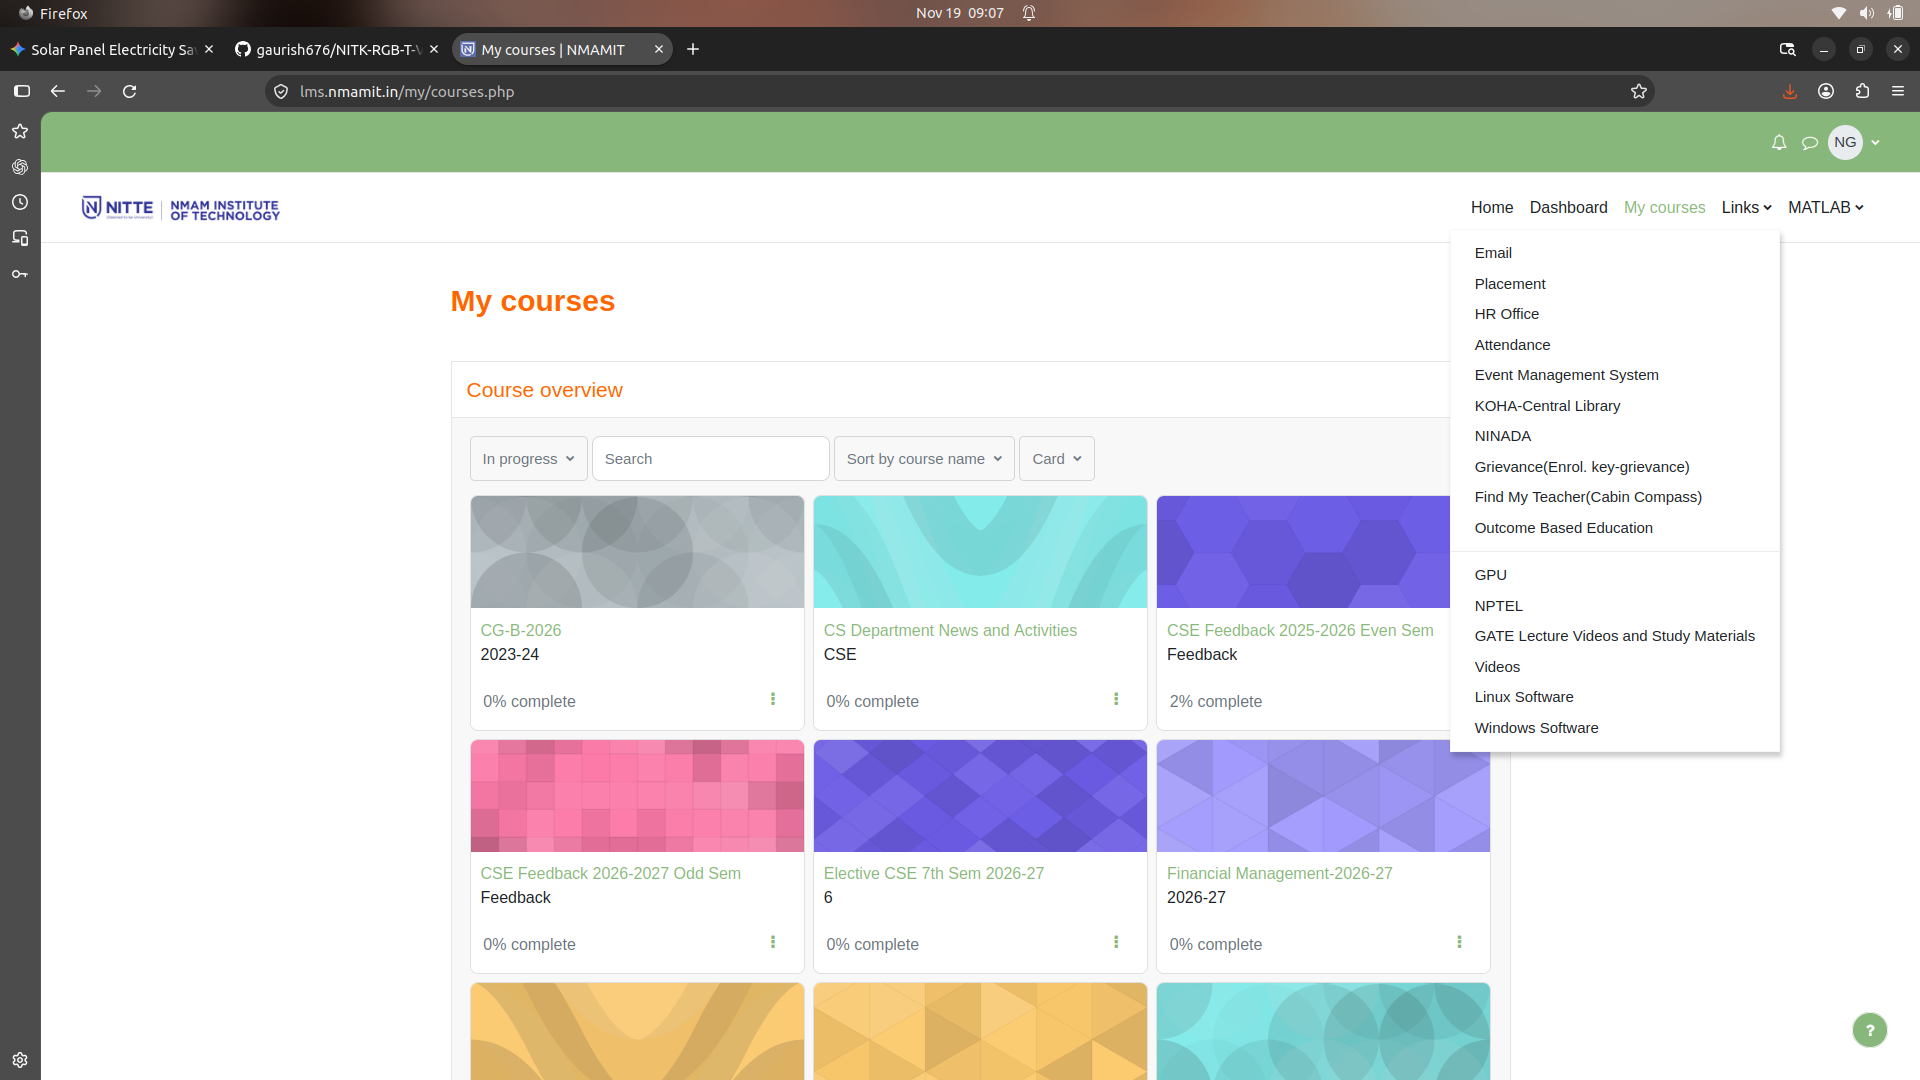 Firefox
Nov 19 09:07
Solar Panel Electricity Sa
gaurish676/NITK-RGB-T-V
My courses | NMAMIT
lms.nmamit.in/my/courses.php
NG
NITTE
NMAM INSTITUTE
OF TECHNOLOGY
Home
Dashboard
My courses
Links
MATLAB
Email
Placement
HR Office
Attendance
Event Management System
KOHA-Central Library
NINADA
Grievance(Enrol. key-grievance)
Find My Teacher(Cabin Compass)
Outcome Based Education
GPU
NPTEL
GATE Lecture Videos and Study Materials
Videos
Linux Software
Windows Software
My courses
Course overview
In progress
Search
Sort by course name
Card
CG-B-2026
2023-24
0% complete
CS Department News and Activities
CSE
0% complete
CSE Feedback 2025-2026 Even Sem
Feedback
2% complete
CSE Feedback 2026-2027 Odd Sem
Feedback
0% complete
Elective CSE 7th Sem 2026-27
6
0% complete
Financial Management-2026-27
2026-27
0% complete
?